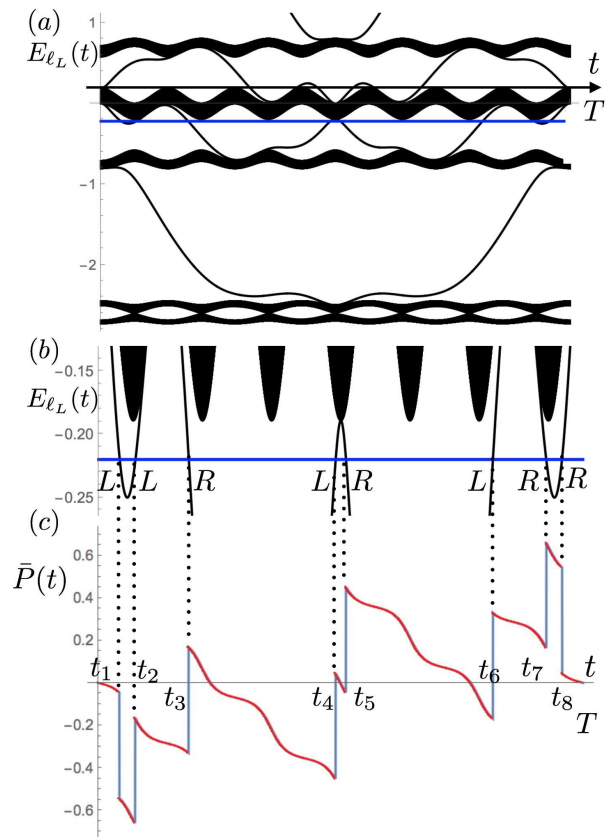 (a)
1
E_{ℓ_L}(t)
t
T
-1
-2
(b)
-0.15
E_{ℓ_L}(t)
-0.20
L L R L R L R R
-0.25
(c)
0.6
P̄(t)
0.4
0.2
t_1 t_2 t_3 t_4 t_5 t_6 t_7 t_8 t
T
-0.2
-0.4
-0.6